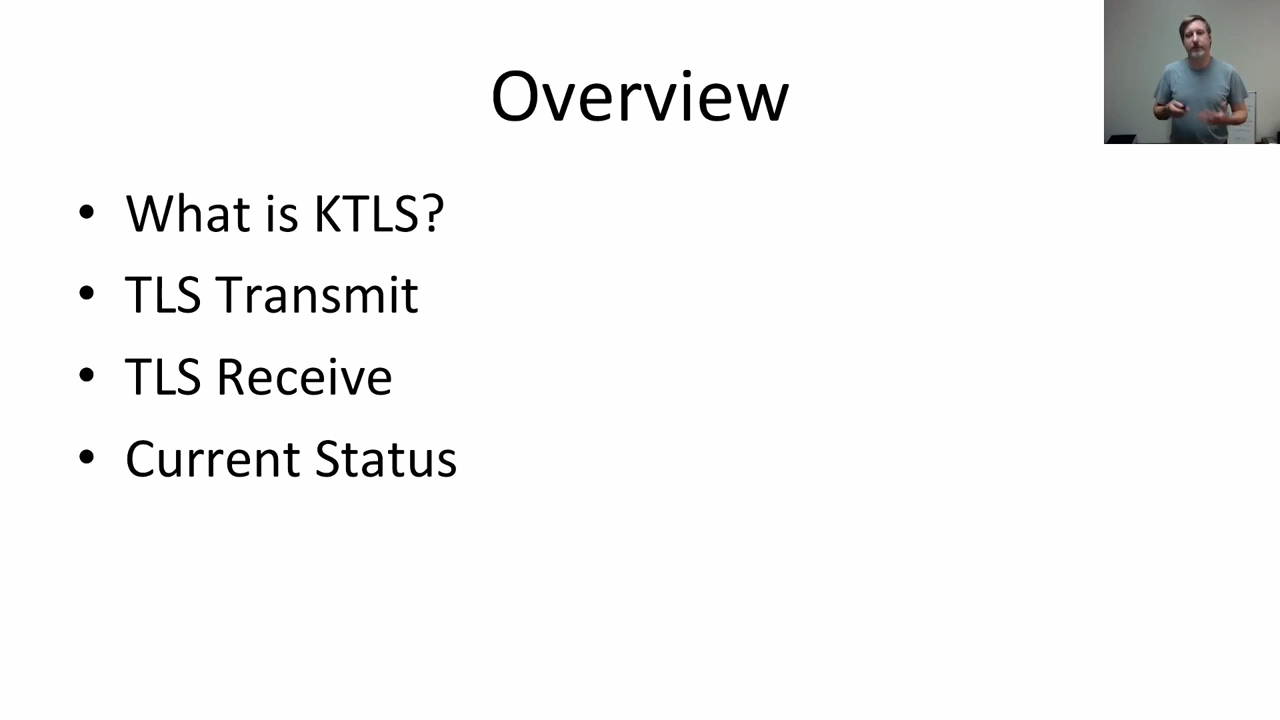 Overview
• What is KTLS?
• TLS Transmit
• TLS Receive
• Current Status